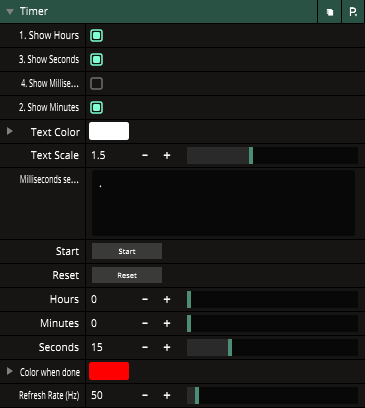 Timer P.
1. Show Hours
3. Show Seconds
4. Show Millise...
2. Show Minutes
Text Color
Text Scale 1.5 - +
Milliseconds se... .
Start Start
Reset Reset
Hours 0 - +
Minutes 0 - +
Seconds 15 - +
Color when done
Refresh Rate (Hz) 50 - +